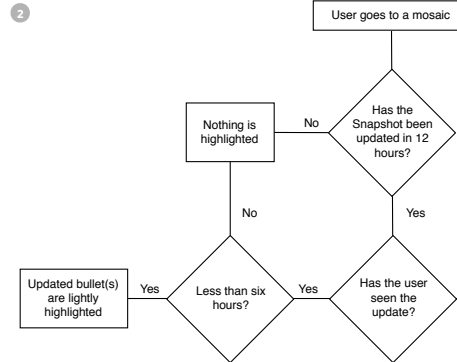 2
User goes to a mosaic
Has the
Snapshot been
updated in 12
hours?
No
Nothing is
highlighted
Yes
No
Has the user
seen the
update?
Yes
Less than six
hours?
Yes
Updated bullet(s)
are lightly
highlighted